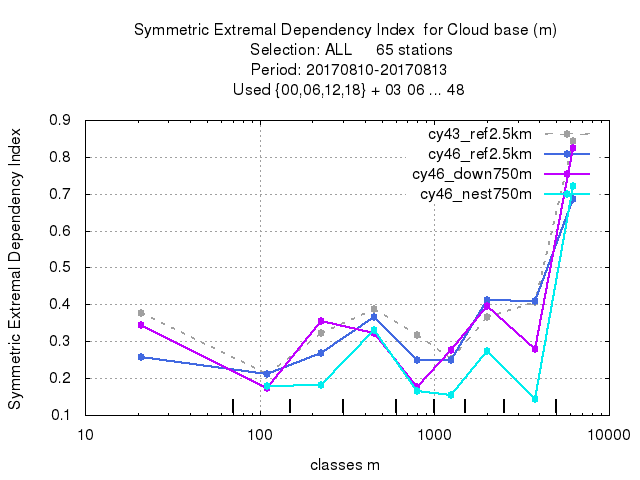 Symmetric Extremal Dependency Index  for Cloud base (m)
Selection: ALL     65 stations
Period: 20170810-20170813
Used {00,06,12,18} + 03 06 ... 48
Symmetric Extremal Dependency Index
0.9
0.8
0.7
0.6
0.5
0.4
0.3
0.2
0.1
cy43_ref2.5km
cy46_ref2.5km
cy46_down750m
cy46_nest750m
10 100 1000 10000
classes m